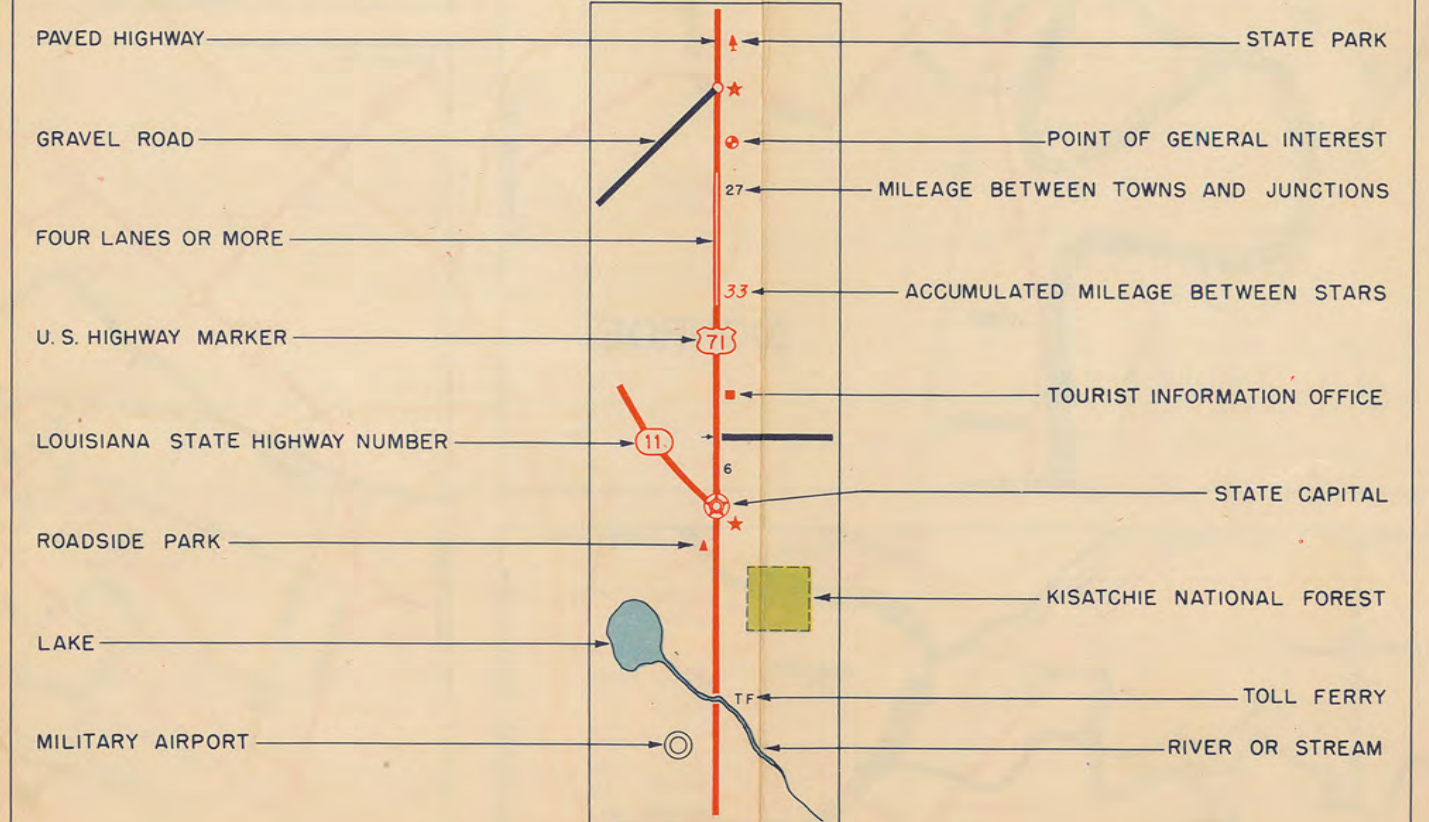 PAVED HIGHWAY
STATE PARK
GRAVEL ROAD
POINT OF GENERAL INTEREST
27
MILEAGE BETWEEN TOWNS AND JUNCTIONS
FOUR LANES OR MORE
33
ACCUMULATED MILEAGE BETWEEN STARS
U. S. HIGHWAY MARKER
71
TOURIST INFORMATION OFFICE
LOUISIANA STATE HIGHWAY NUMBER
11
6
STATE CAPITAL
ROADSIDE PARK
KISATCHIE NATIONAL FOREST
LAKE
TF
TOLL FERRY
MILITARY AIRPORT
RIVER OR STREAM